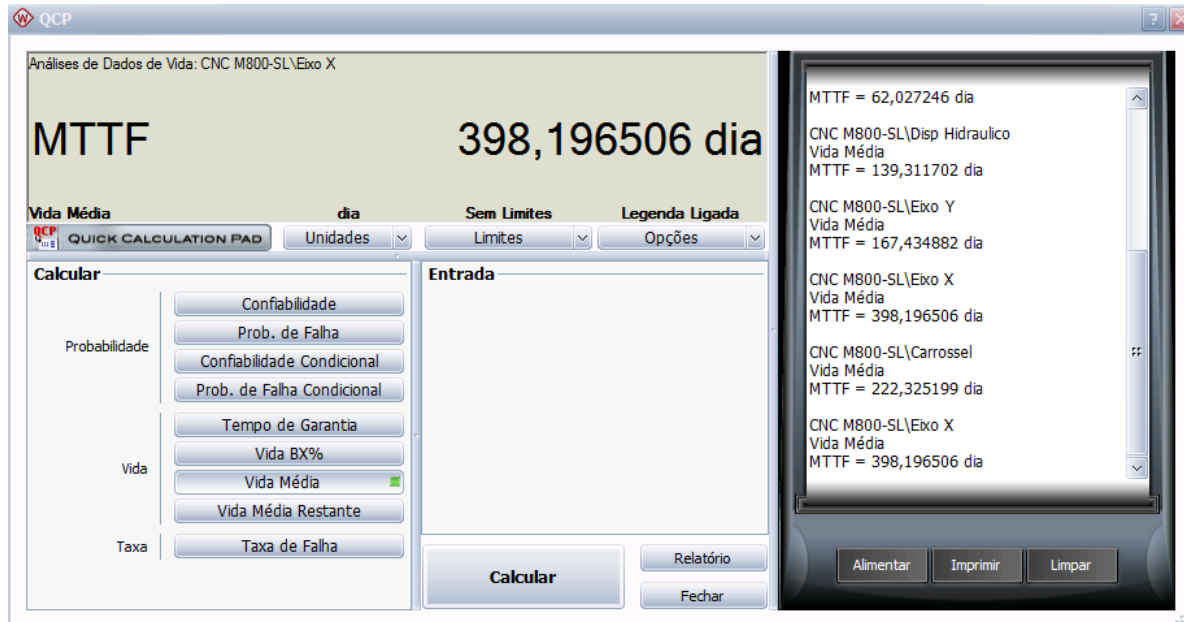 QCP
Análises de Dados de Vida: CNC M800-SL\Eixo X
MTTF 398,196506 dia
Vida Média dia Sem Limites Legenda Ligada
QCP QUICK CALCULATION PAD Unidades Limites Opções
Calcular
Probabilidade
Confiabilidade
Prob. de Falha
Confiabilidade Condicional
Prob. de Falha Condicional
Vida
Tempo de Garantia
Vida BX%
Vida Média
Vida Média Restante
Taxa
Taxa de Falha
Entrada
Calcular
Relatório
Fechar
MTTF = 62,027246 dia
CNC M800-SL\Disp Hidraulico
Vida Média
MTTF = 139,311702 dia
CNC M800-SL\Eixo Y
Vida Média
MTTF = 167,434882 dia
CNC M800-SL\Eixo X
Vida Média
MTTF = 398,196506 dia
CNC M800-SL\Carrossel
Vida Média
MTTF = 222,325199 dia
CNC M800-SL\Eixo X
Vida Média
MTTF = 398,196506 dia
Alimentar Imprimir Limpar